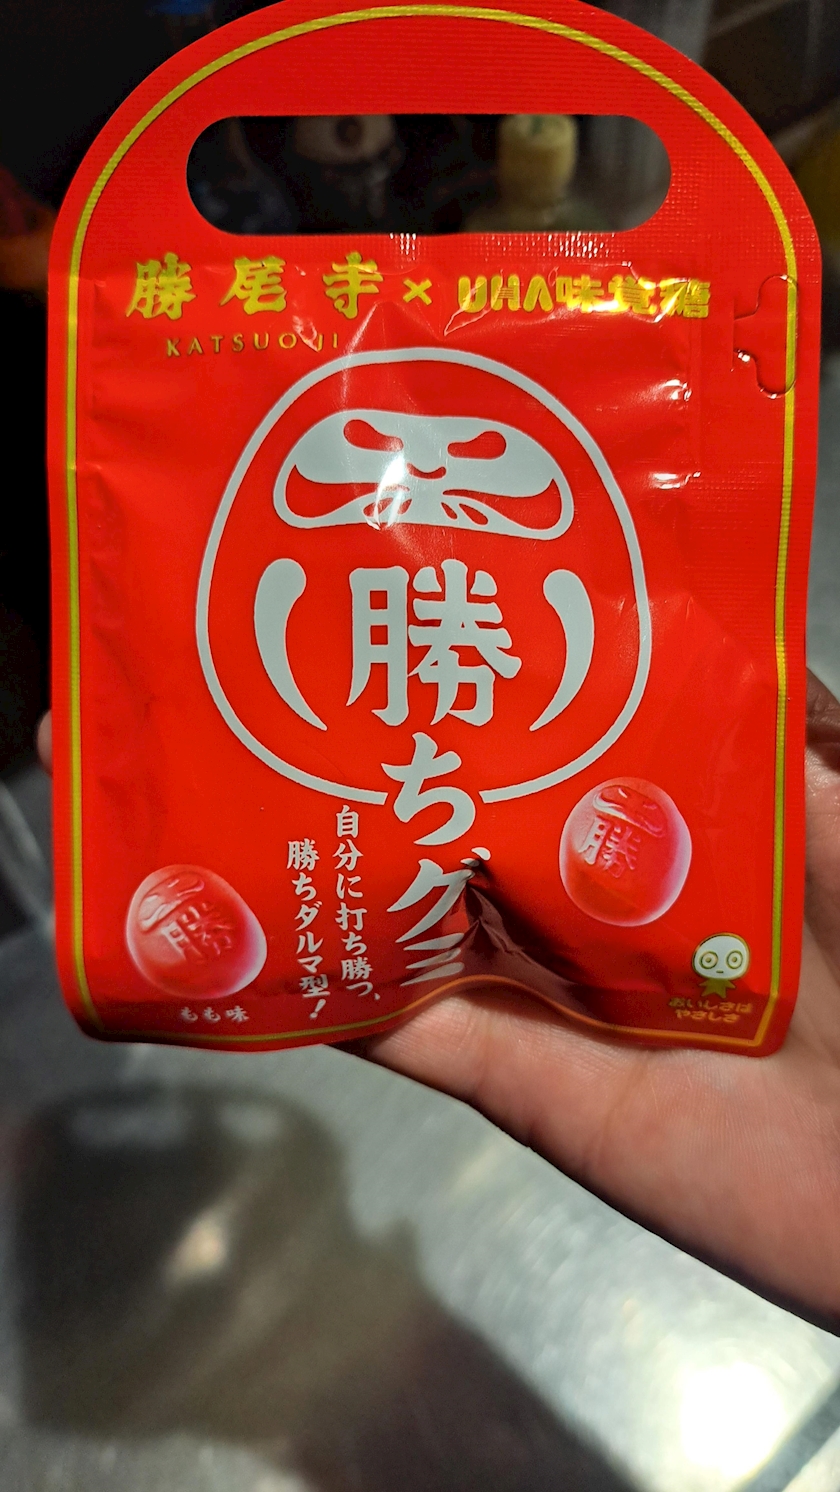 勝尾寺×UHA味覚糖
KATSUOJI
勝ちグミ
自分に打ち勝つ、
勝ちダルマ型！
勝
勝
もも味
おいしさは
やさしさ